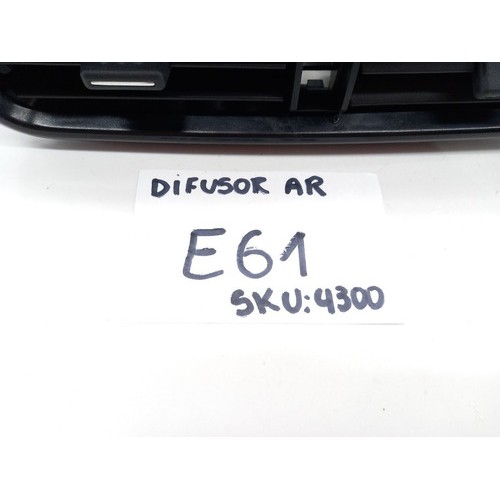 DIFUSOR AR
E61
SKU:4300